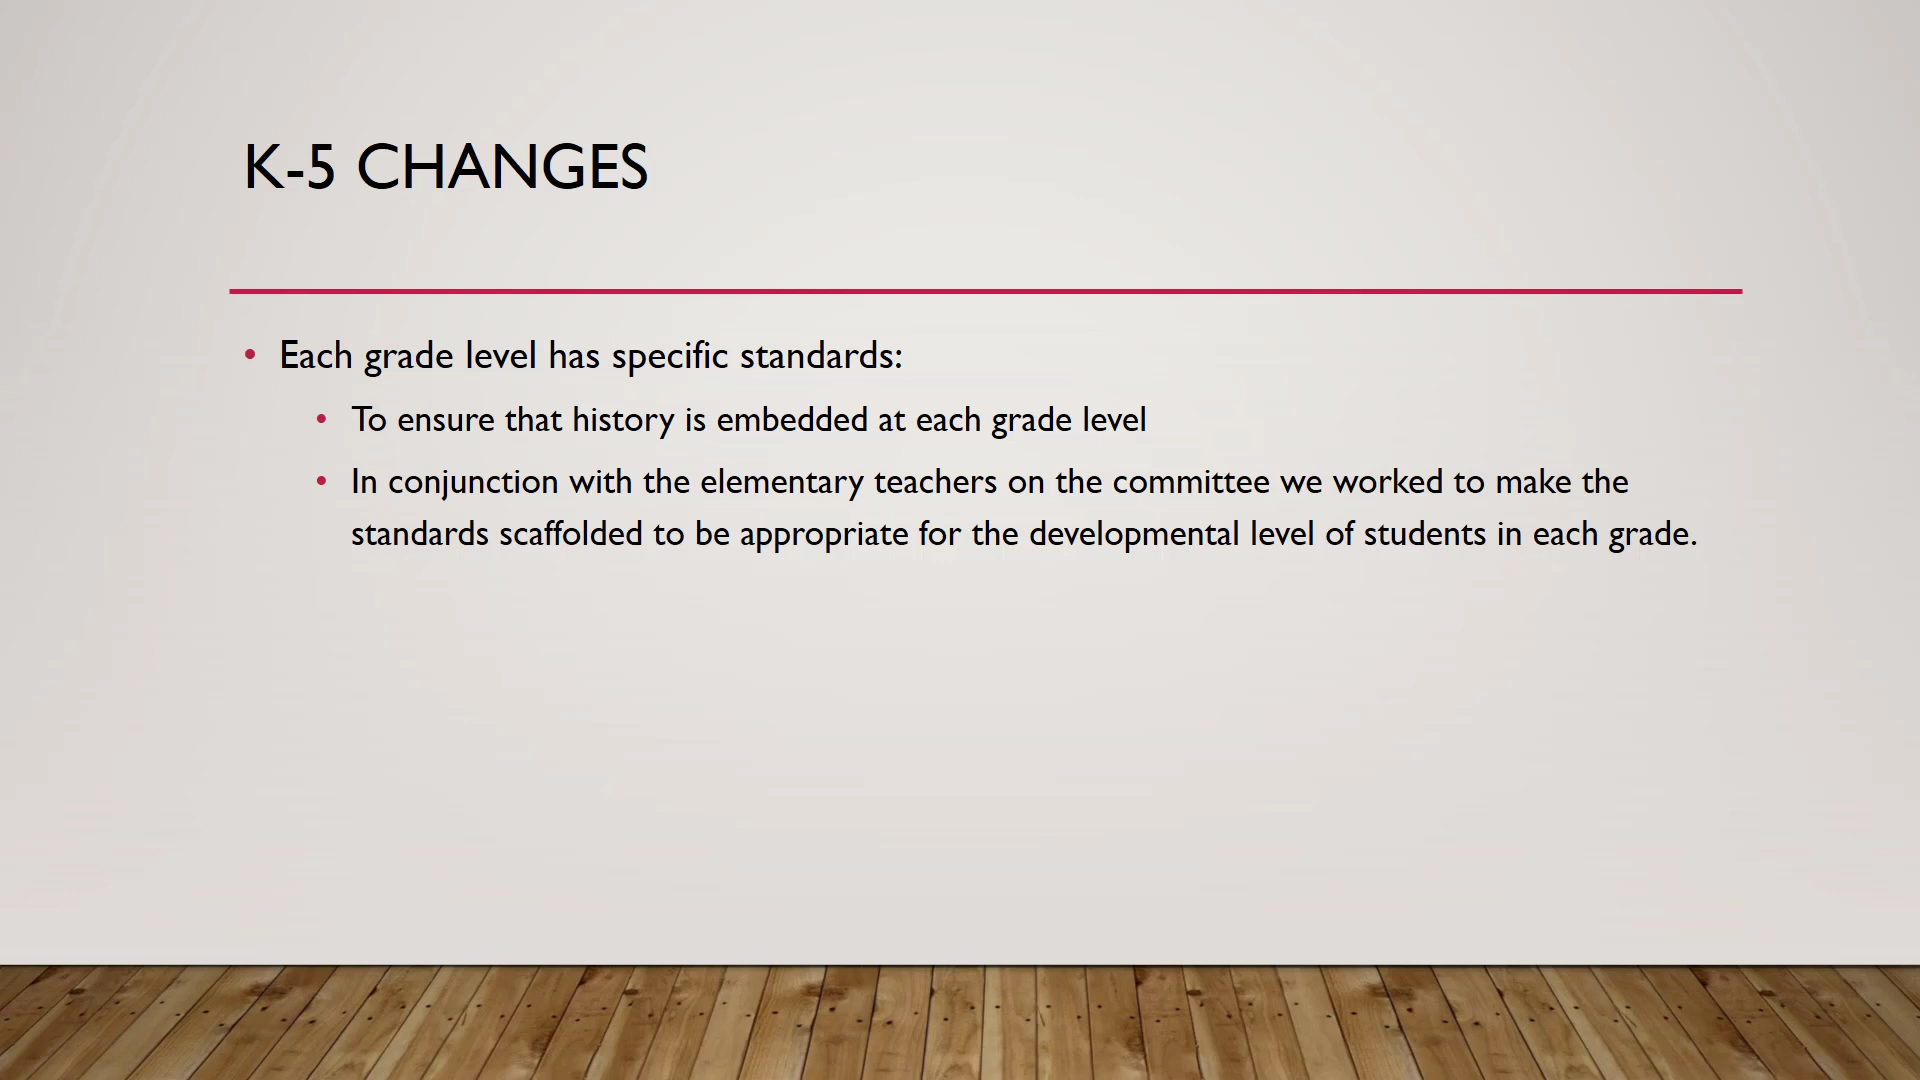 K-5 CHANGES
• Each grade level has specific standards:
• To ensure that history is embedded at each grade level
• In conjunction with the elementary teachers on the committee we worked to make the
standards scaffolded to be appropriate for the developmental level of students in each grade.